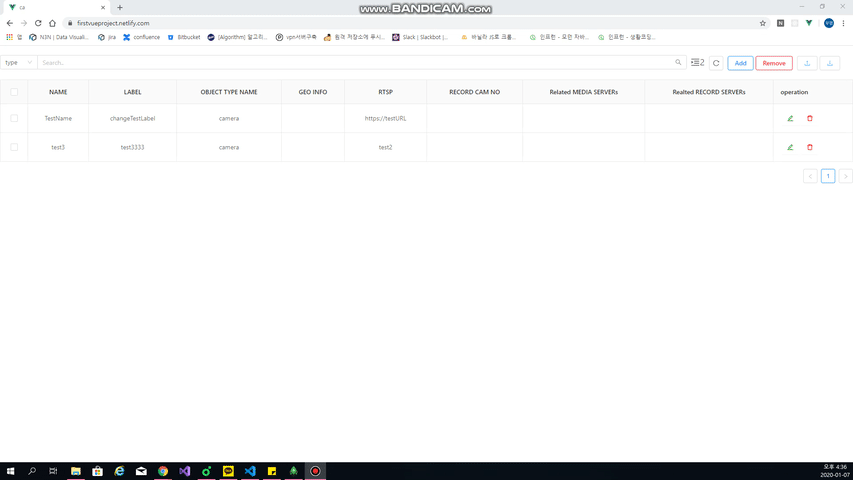 www.BANDICAM.com
ca
firstvueproject.netlify.com
앱 N3N | Data Visuali... jira confluence Bitbucket [Algorithm] 알고리... vpn서버구축 원격 저장소에 푸시... Slack | Slackbot |... 바닐라 JS로 크롬... 인프런 - 모던 자바... 인프런 - 생활코딩...
type Search... 2 Add Remove
NAME LABEL OBJECT TYPE NAME GEO INFO RTSP RECORD CAM NO Related MEDIA SERVERs Realted RECORD SERVERs operation
TestName changeTestLabel camera https://testURL
test3 test3333 camera test2
< 1 >
오후 4:36
2020-01-07